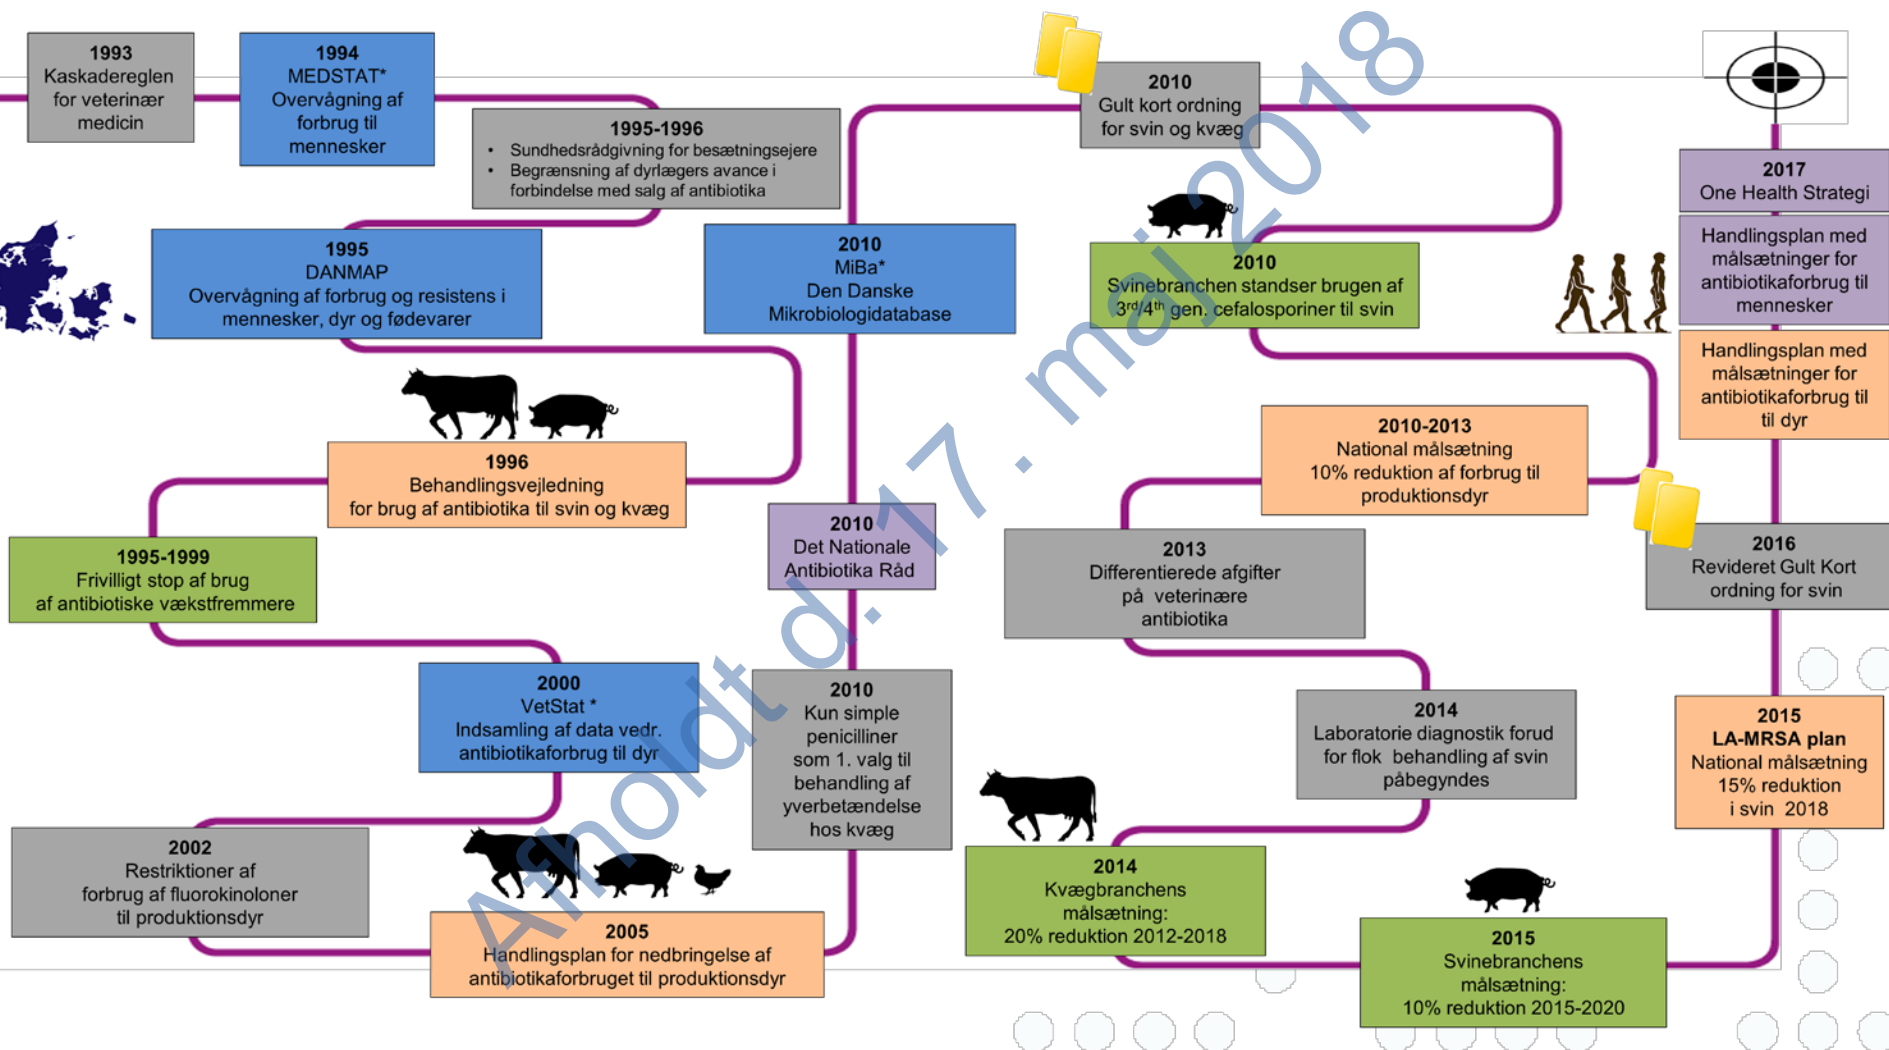 1993
Kaskadereglen
for veterinær
medicin
1994
MEDSTAT*
Overvågning af
forbrug til
mennesker
1995-1996
• Sundhedsrådgivning for besætningsejere
• Begrænsning af dyrlægers avance i
forbindelse med salg af antibiotika
1995
DANMAP
Overvågning af forbrug og resistens i
mennesker, dyr og fødevarer
1996
Behandlingsvejledning
for brug af antibiotika til svin og kvæg
1995-1999
Frivilligt stop af brug
af antibiotiske vækstfremmere
2000
VetStat *
Indsamling af data vedr.
antibiotikaforbrug til dyr
2002
Restriktioner af
forbrug af fluorokinoloner
til produktionsdyr
2005
Handlingsplan for nedbringelse af
antibiotikaforbruget til produktionsdyr
2010
Kun simple
penicilliner
som 1. valg til
behandling af
yverbetændelse
hos kvæg
2010
Det Nationale
Antibiotika Råd
2010
MiBa*
Den Danske
Mikrobiologidatabase
2010
Gult kort ordning
for svin og kvæg
2010
Svinebranchen standser brugen af
3rd/4th gen. cefalosporiner til svin
2010-2013
National målsætning
10% reduktion af forbrug til
produktionsdyr
2013
Differentierede afgifter
på veterinære
antibiotika
2014
Laboratorie diagnostik forud
for flok behandling af svin
påbegyndes
2014
Kvægbranchens
målsætning:
20% reduktion 2012-2018
2015
Svinebranchens
målsætning:
10% reduktion 2015-2020
2015
LA-MRSA plan
National målsætning
15% reduktion
i svin 2018
2016
Revideret Gult Kort
ordning for svin
2017
One Health Strategi
Handlingsplan med
målsætninger for
antibiotikaforbrug til
mennesker
Handlingsplan med
målsætninger for
antibiotikaforbrug til
til dyr
Afholdt d. 17. maj 2018